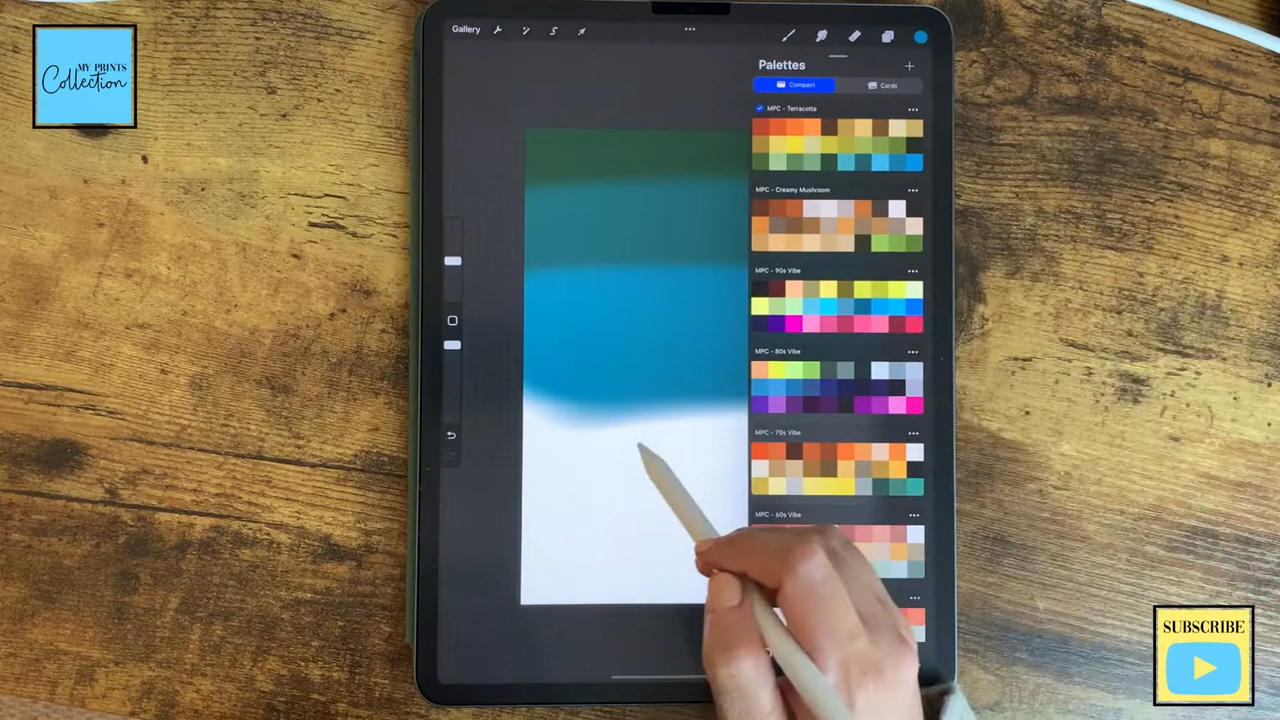 MY PRINTS
Collection
Gallery
Palettes
Compact
Cards
MPC - Terracotta
MPC - Creamy Mushroom
MPC - 90s Vibe
MPC - 80s Vibe
MPC - 70s Vibe
MPC - 60s Vibe
SUBSCRIBE